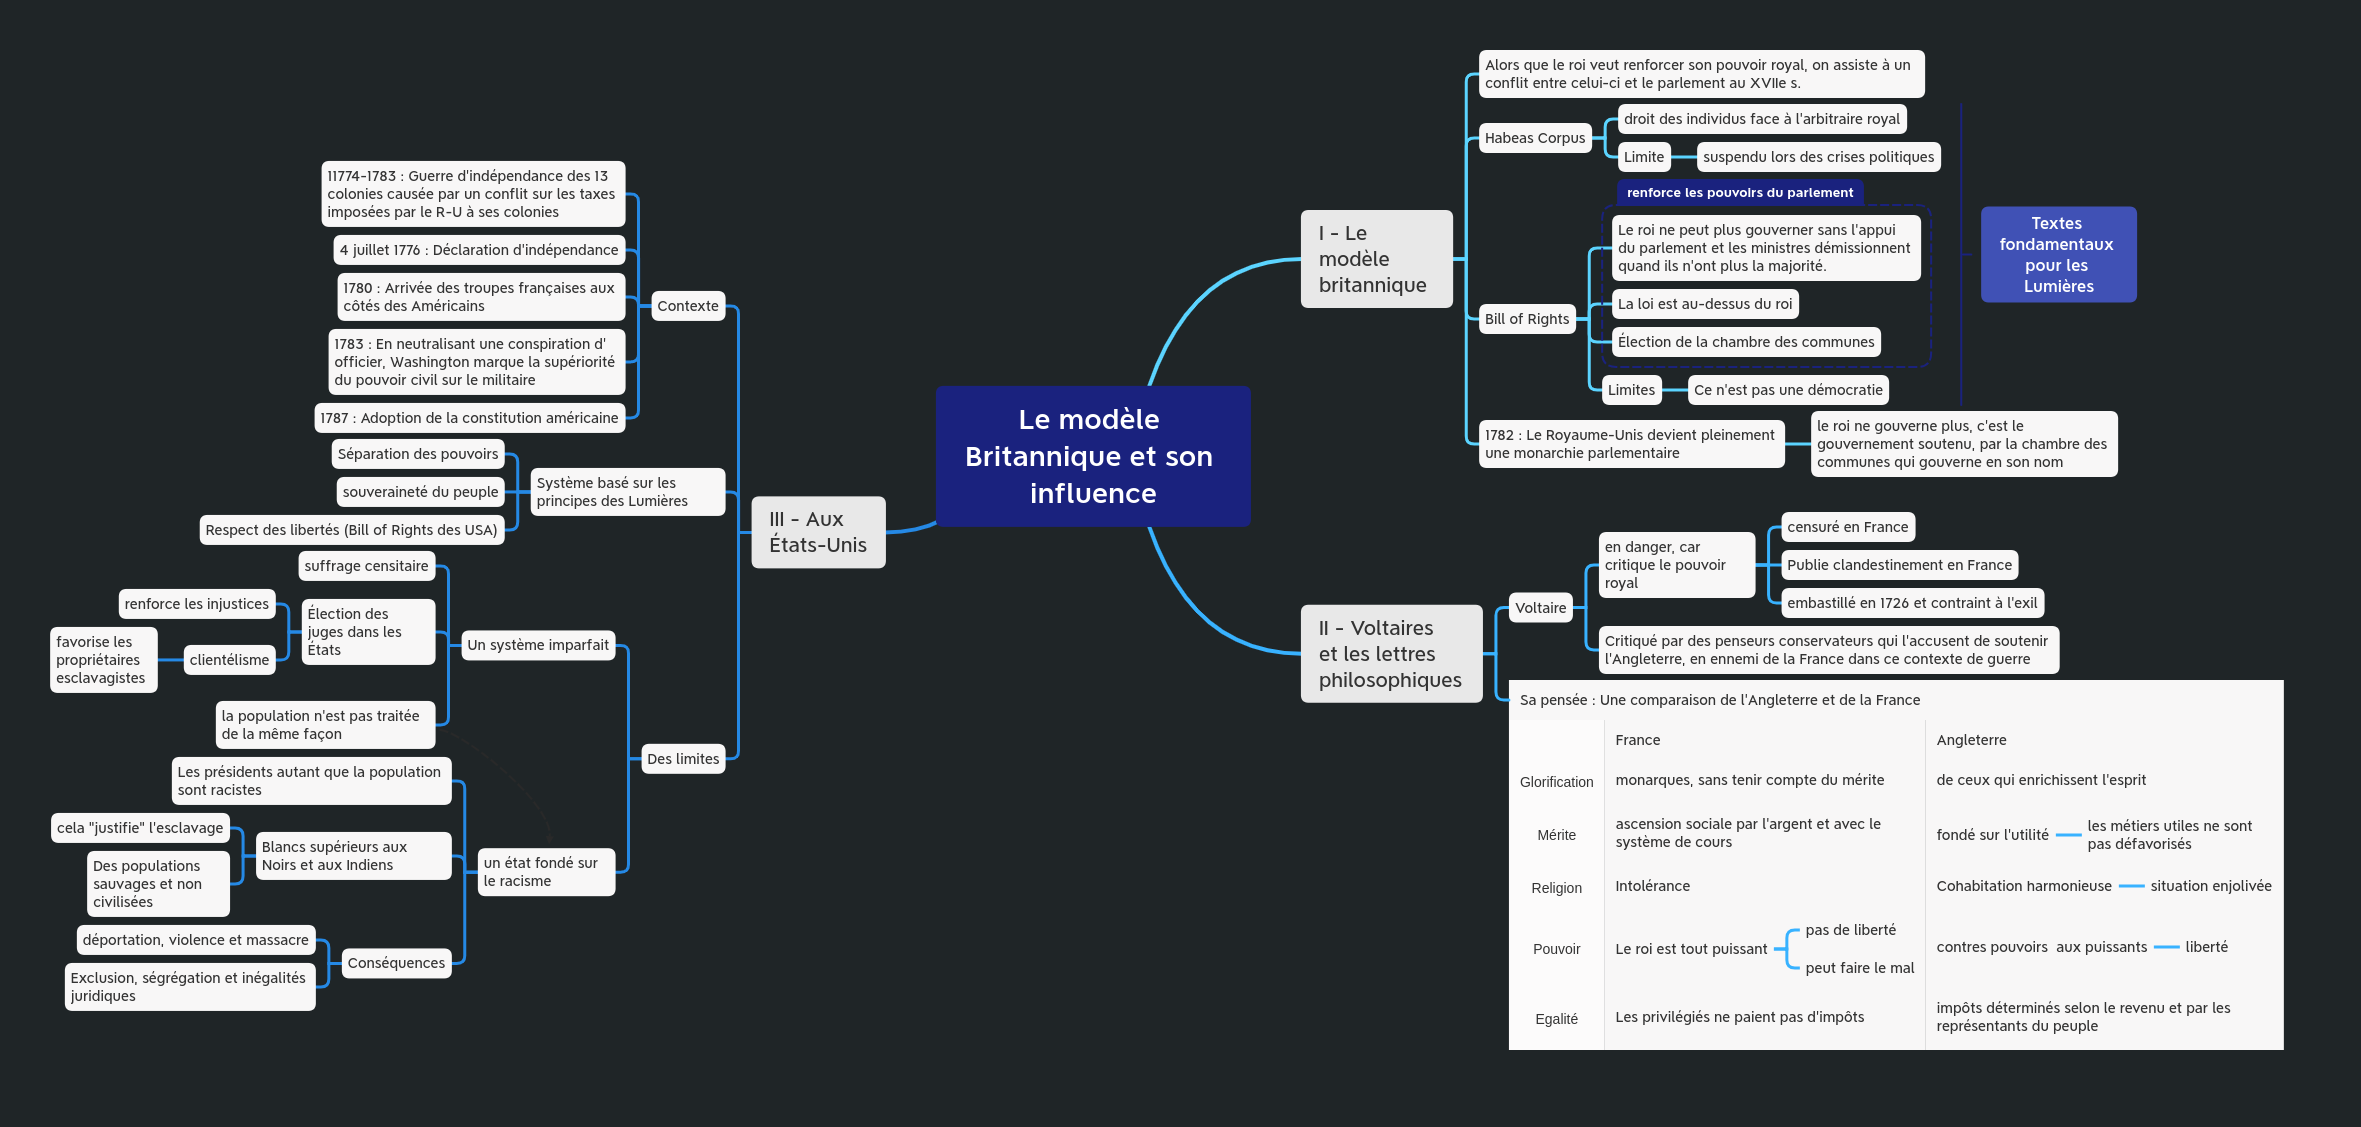 Le modèle
Britannique et son
influence
I - Le
modèle
britannique
Alors que le roi veut renforcer son pouvoir royal, on assiste à un
conflit entre celui-ci et le parlement au XVIIe s.
Habeas Corpus
droit des individus face à l'arbitraire royal
Limite
suspendu lors des crises politiques
Bill of Rights
renforce les pouvoirs du parlement
Le roi ne peut plus gouverner sans l'appui
du parlement et les ministres démissionnent
quand ils n'ont plus la majorité.
La loi est au-dessus du roi
Élection de la chambre des communes
Limites
Ce n'est pas une démocratie
Textes
fondamentaux
pour les
Lumières
1782 : Le Royaume-Unis devient pleinement
une monarchie parlementaire
le roi ne gouverne plus, c'est le
gouvernement soutenu, par la chambre des
communes qui gouverne en son nom
II - Voltaires
et les lettres
philosophiques
Voltaire
en danger, car
critique le pouvoir
royal
censuré en France
Publie clandestinement en France
embastillé en 1726 et contraint à l'exil
Critiqué par des penseurs conservateurs qui l'accusent de soutenir
l'Angleterre, en ennemi de la France dans ce contexte de guerre
Sa pensée : Une comparaison de l'Angleterre et de la France
France
Angleterre
Glorification
monarques, sans tenir compte du mérite
de ceux qui enrichissent l'esprit
Mérite
ascension sociale par l'argent et avec le
système de cours
fondé sur l'utilité
les métiers utiles ne sont
pas défavorisés
Religion
Intolérance
Cohabitation harmonieuse
situation enjolivée
Pouvoir
Le roi est tout puissant
pas de liberté
peut faire le mal
contres pouvoirs  aux puissants
liberté
Egalité
Les privilégiés ne paient pas d'impôts
impôts déterminés selon le revenu et par les
représentants du peuple
III - Aux
États-Unis
Contexte
11774-1783 : Guerre d'indépendance des 13
colonies causée par un conflit sur les taxes
imposées par le R-U à ses colonies
4 juillet 1776 : Déclaration d'indépendance
1780 : Arrivée des troupes françaises aux
côtés des Américains
1783 : En neutralisant une conspiration d'
officier, Washington marque la supériorité
du pouvoir civil sur le militaire
1787 : Adoption de la constitution américaine
Système basé sur les
principes des Lumières
Séparation des pouvoirs
souveraineté du peuple
Respect des libertés (Bill of Rights des USA)
Des limites
Un système imparfait
suffrage censitaire
Élection des
juges dans les
États
renforce les injustices
clientélisme
favorise les
propriétaires
esclavagistes
la population n'est pas traitée
de la même façon
un état fondé sur
le racisme
Les présidents autant que la population
sont racistes
Blancs supérieurs aux
Noirs et aux Indiens
cela "justifie" l'esclavage
Des populations
sauvages et non
civilisées
Conséquences
déportation, violence et massacre
Exclusion, ségrégation et inégalités
juridiques